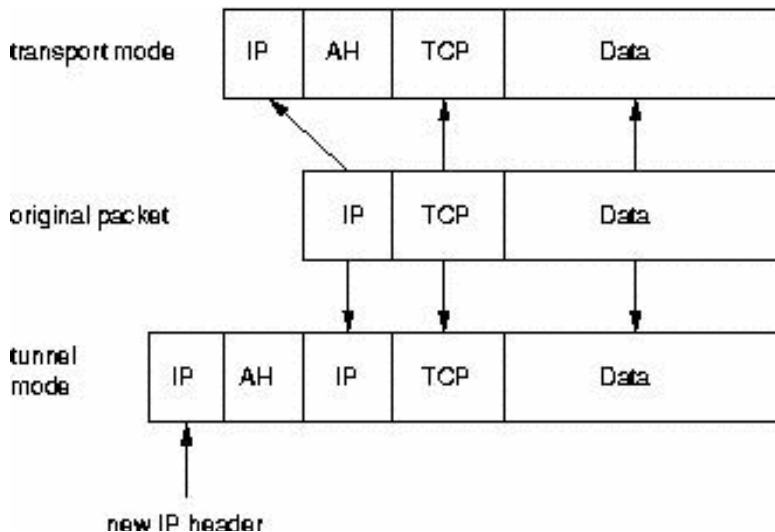 transport mode IP AH TCP Data
original packet IP TCP Data
tunnel
mode IP AH IP TCP Data
new IP header